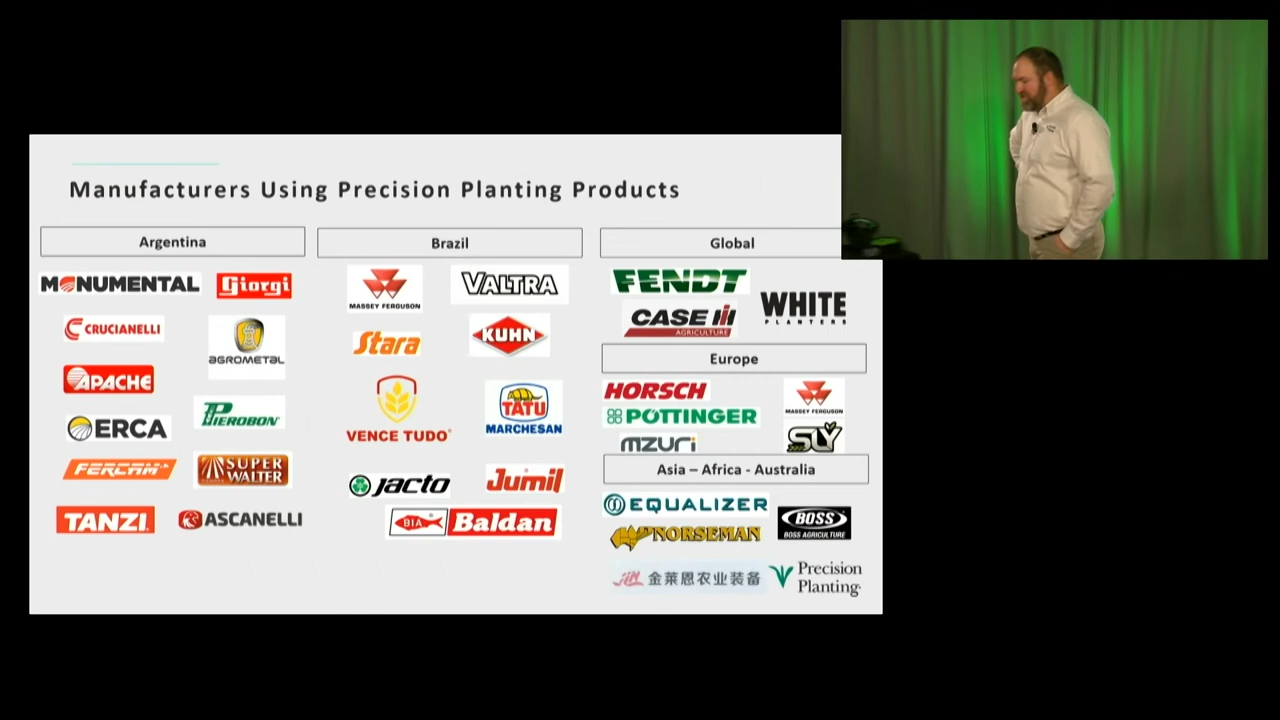 Manufacturers Using Precision Planting Products
Argentina
MONUMENTAL
Giorgi
CRUCIANELLI
AGROMETAL
APACHE
ERCA
PIEROBON
FERCAM
SUPER
WALTER
TANZI
ASCANELLI
Brazil
MASSEY FERGUSON
VALTRA
Stara
KUHN
VENCE TUDO
TATU
MARCHESAN
Jacto
Jumil
BIA
Baldan
Global
FENDT
CASE IH
AGRICULTURE
WHITE
PLANTERS
Europe
HORSCH
MASSEY FERGUSON
PÖTTINGER
MZURI
SLY
Asia – Africa - Australia
EQUALIZER
BOSS
BOSS AGRICULTURE
NORSEMAN
JLN 金莱恩农业装备
Precision
Planting